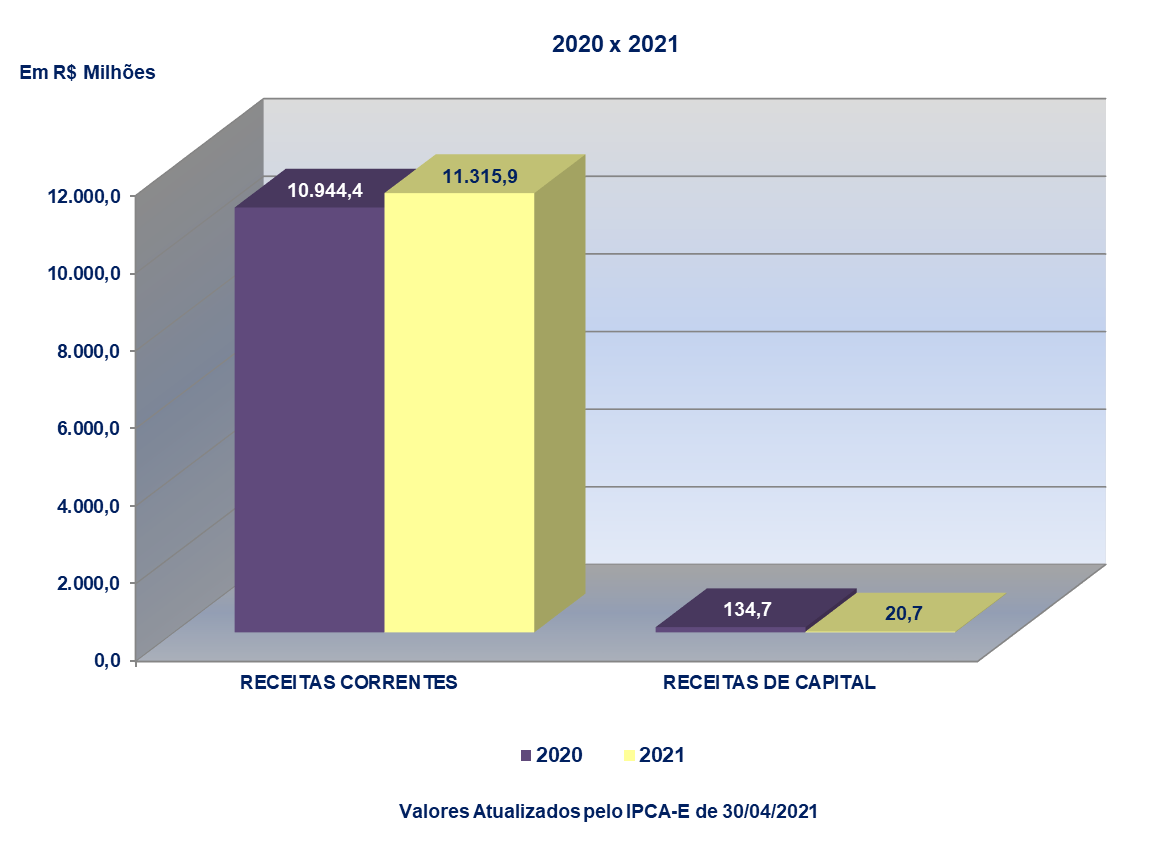 2020 x 2021
Em R$ Milhões
12.000,0
10.000,0
8.000,0
6.000,0
4.000,0
2.000,0
0,0
10.944,4
11.315,9
134,7
20,7
RECEITAS CORRENTES
RECEITAS DE CAPITAL
2020
2021
Valores Atualizados pelo IPCA-E de 30/04/2021